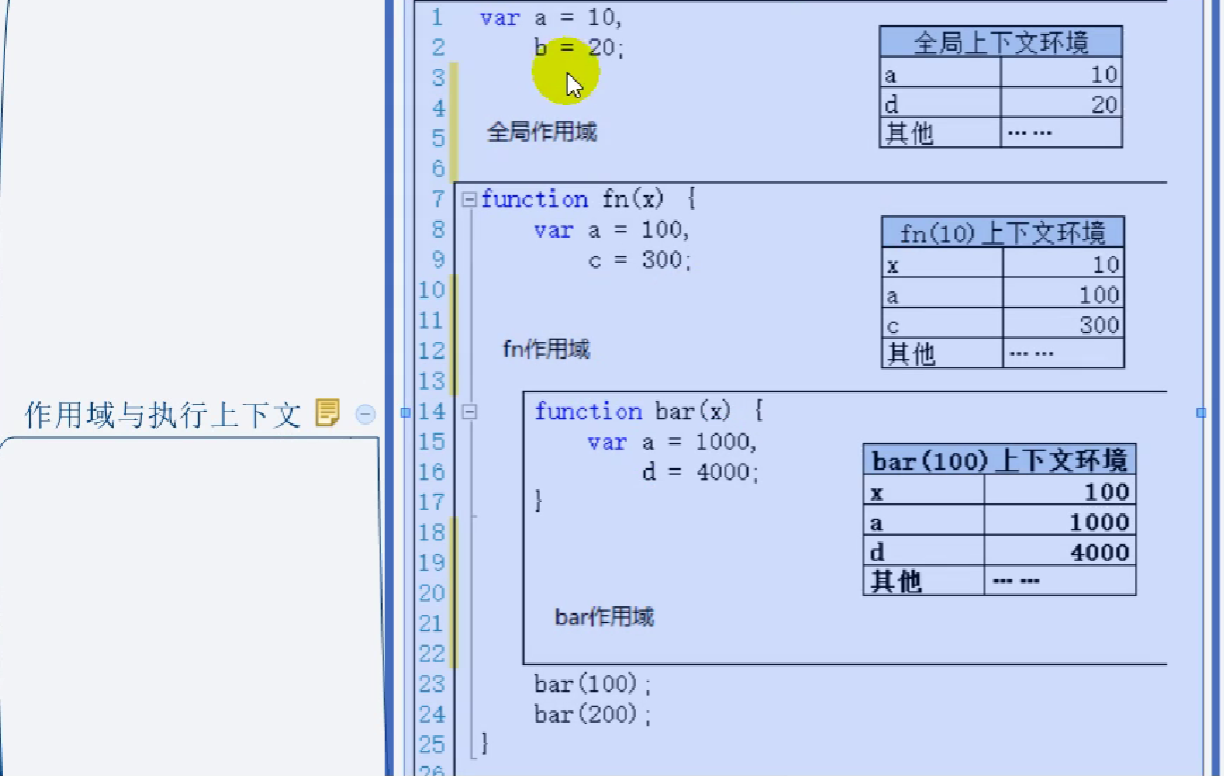 1 var a = 10,
2 b = 20;
3
4
5 全局作用域
6
全局上下文环境
a 10
d 20
其他 … …
7 function fn(x) {
8 var a = 100,
9 c = 300;
10
11
12 fn作用域
13
fn(10)上下文环境
x 10
a 100
c 300
其他 … …
作用域与执行上下文
14 function bar(x) {
15 var a = 1000,
16 d = 4000;
17 }
18
19
20
21 bar作用域
22
bar(100)上下文环境
x 100
a 1000
d 4000
其他 … …
23 bar(100);
24 bar(200);
25 }
26